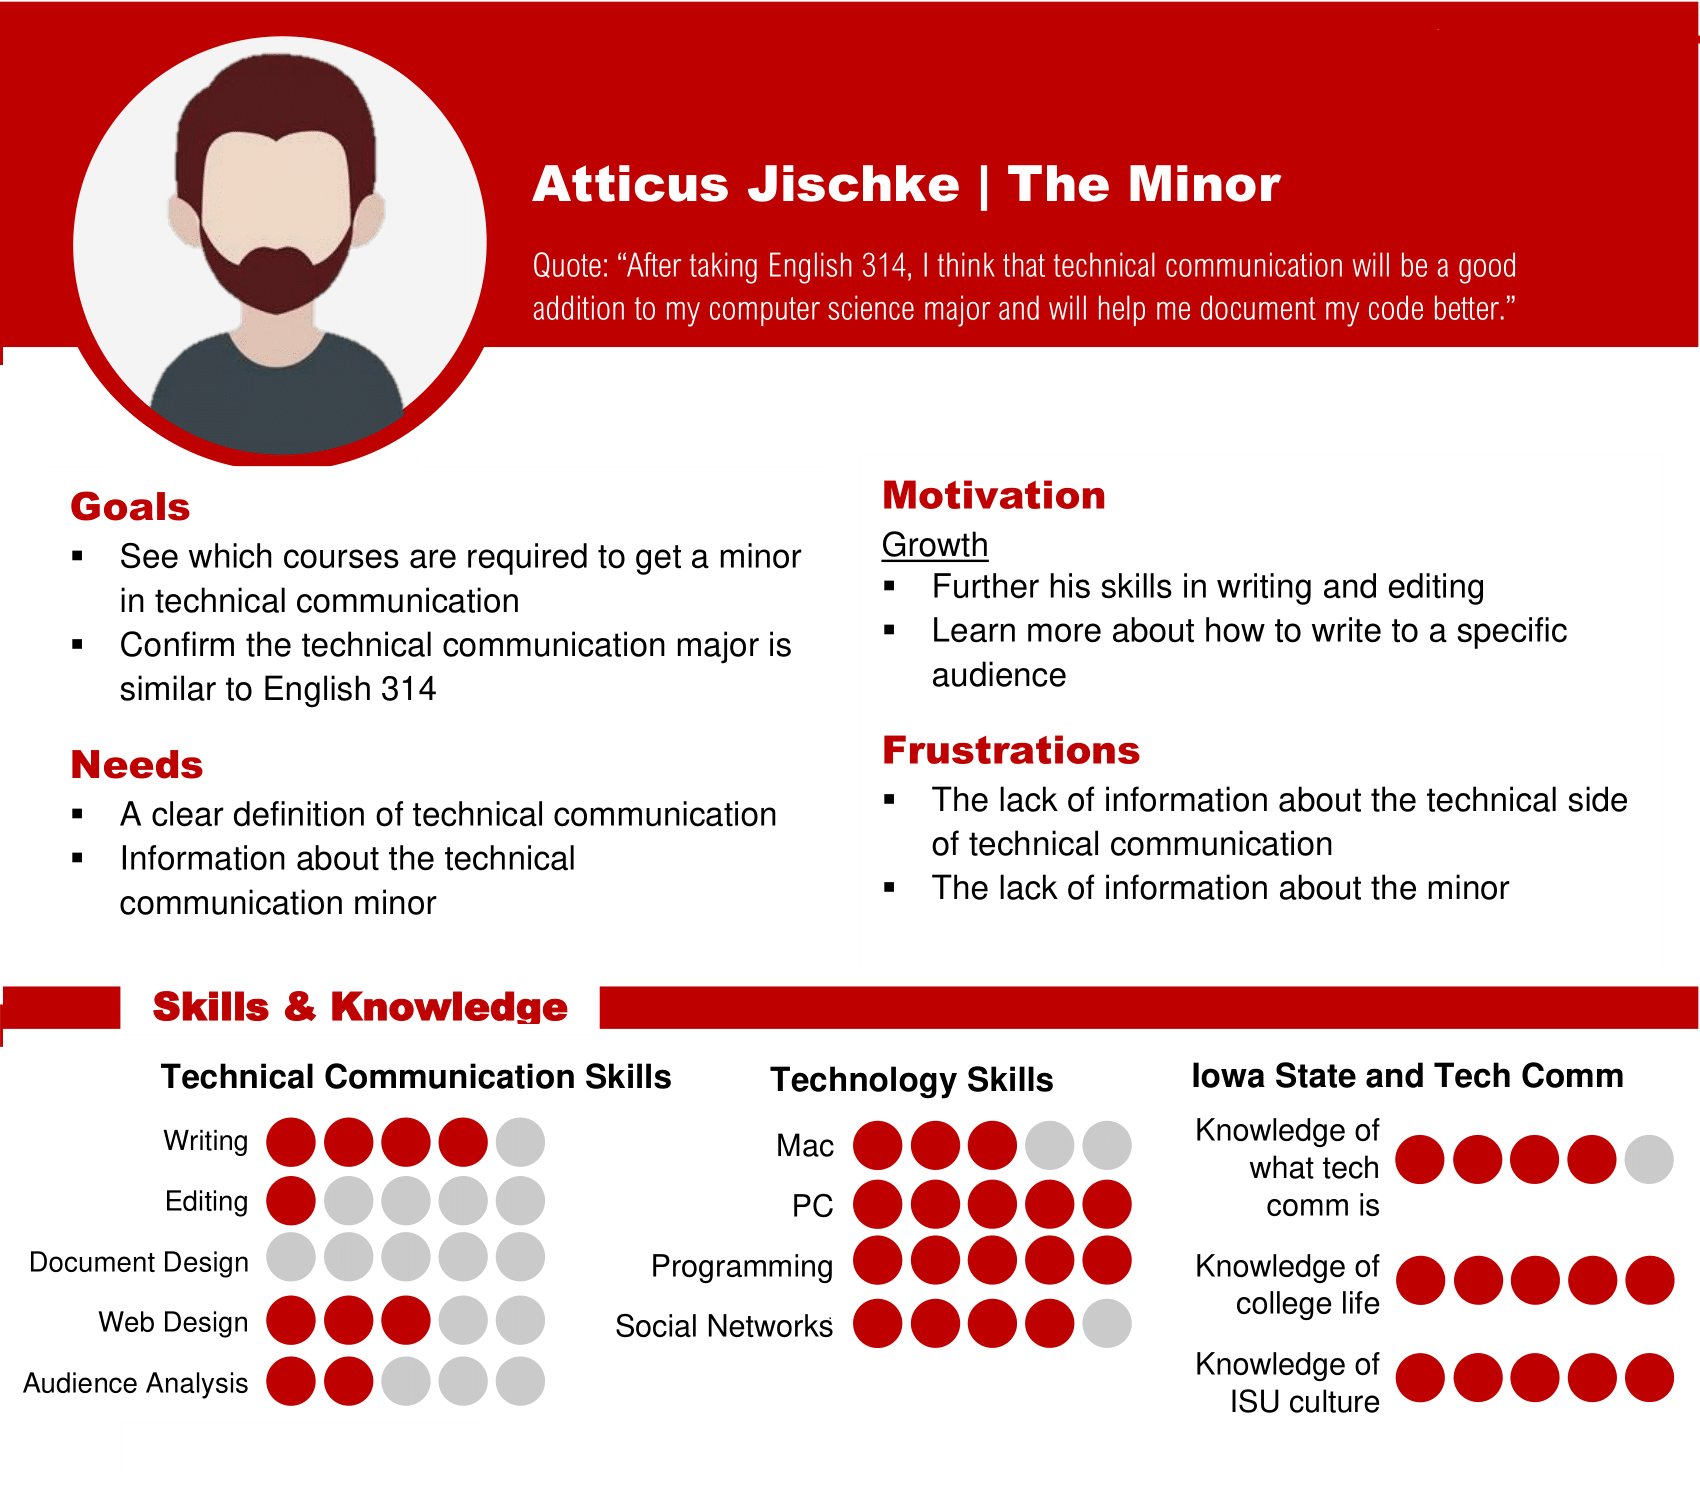 Atticus Jischke | The Minor
Quote: “After taking English 314, I think that technical communication will be a good
addition to my computer science major and will help me document my code better.”
Goals
▪ See which courses are required to get a minor
in technical communication
▪ Confirm the technical communication major is
similar to English 314
Needs
▪ A clear definition of technical communication
▪ Information about the technical
communication minor
Motivation
Growth
▪ Further his skills in writing and editing
▪ Learn more about how to write to a specific
audience
Frustrations
▪ The lack of information about the technical side
of technical communication
▪ The lack of information about the minor
Skills & Knowledge
Technical Communication Skills
Writing
Editing
Document Design
Web Design
Audience Analysis
Technology Skills
Mac
PC
Programming
Social Networks
Iowa State and Tech Comm
Knowledge of
what tech
comm is
Knowledge of
college life
Knowledge of
ISU culture